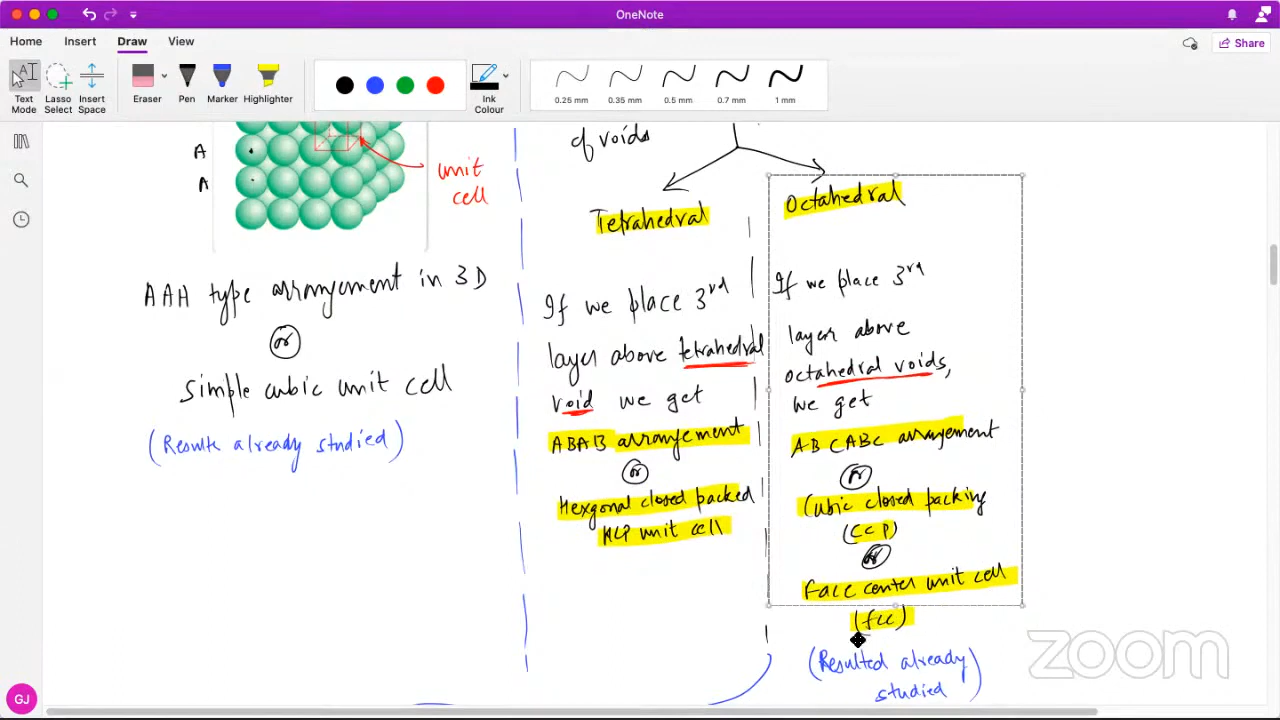 OneNote
Home Insert Draw View
Share
Text Mode
Lasso Select
Insert Space
Eraser
Pen
Marker
Highlighter
Ink Colour
0.25 mm
0.35 mm
0.5 mm
0.7 mm
1 mm
A
A
unit
cell
AAA type arrangement in 3D
or
Simple cubic unit cell
(Results already studied)
of voids
Tetrahedral
If we place 3rd
layer above tetrahedral
void we get
ABAB arrangement
or
Hexgonal closed packed
HCP unit cell
Octahedral
If we place 3rd
layer above
octahedral voids,
we get
ABCABC arrangement
or
Cubic closed packing
(CCP)
or
Face center unit cell
(fcc)
(Resulted already
studied)
GJ
zoom